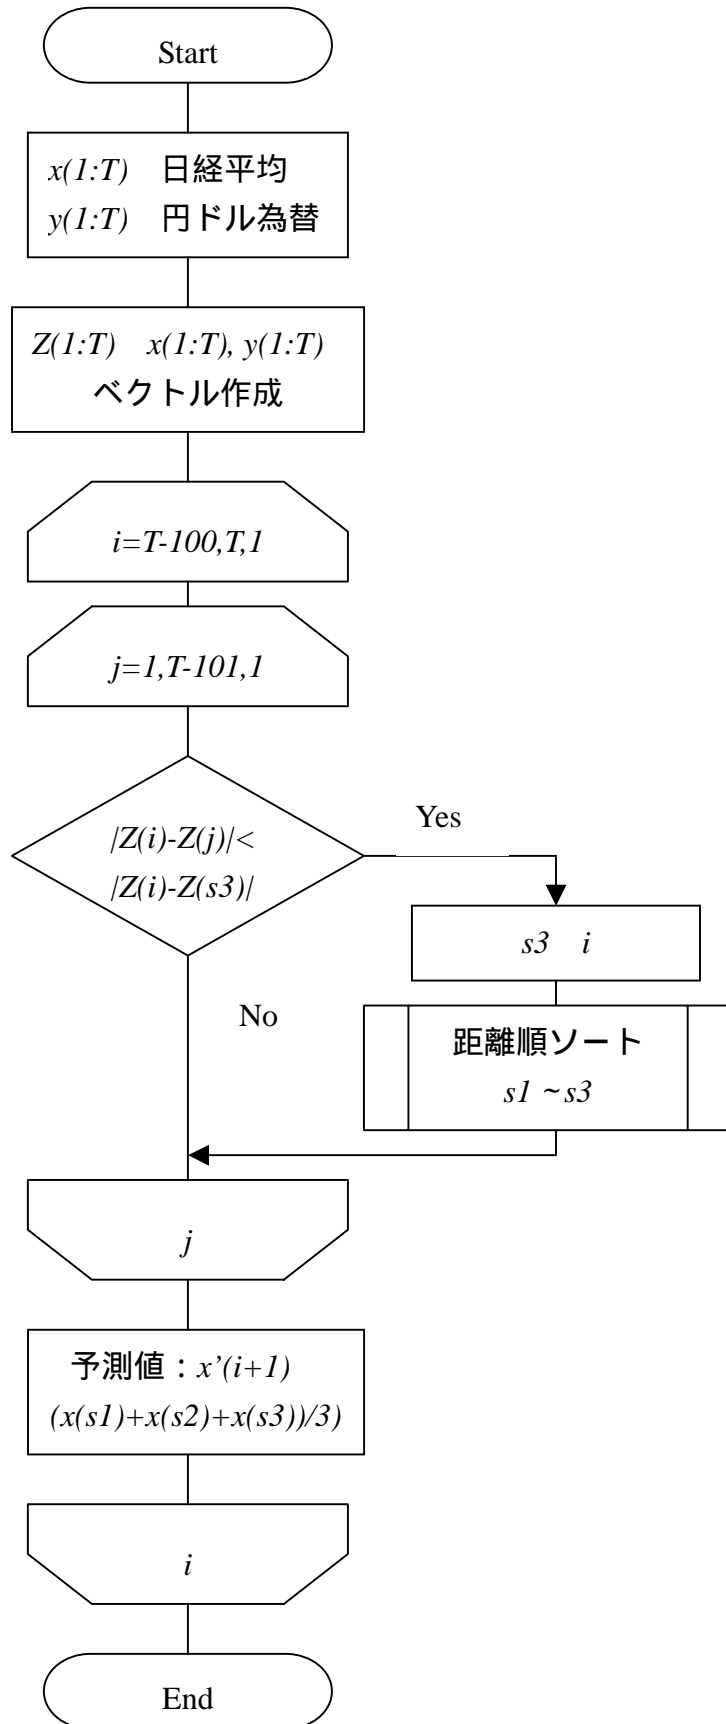 Start
x(1:T) 日経平均
y(1:T) 円ドル為替
Z(1:T) x(1:T), y(1:T)
ベクトル作成
i=T-100,T,1
j=1,T-101,1
|Z(i)-Z(j)|<
|Z(i)-Z(s3)|
Yes
s3 i
No
距離順ソート
s1 ~s3
j
予測値：x’(i+1)
(x(s1)+x(s2)+x(s3))/3)
i
End